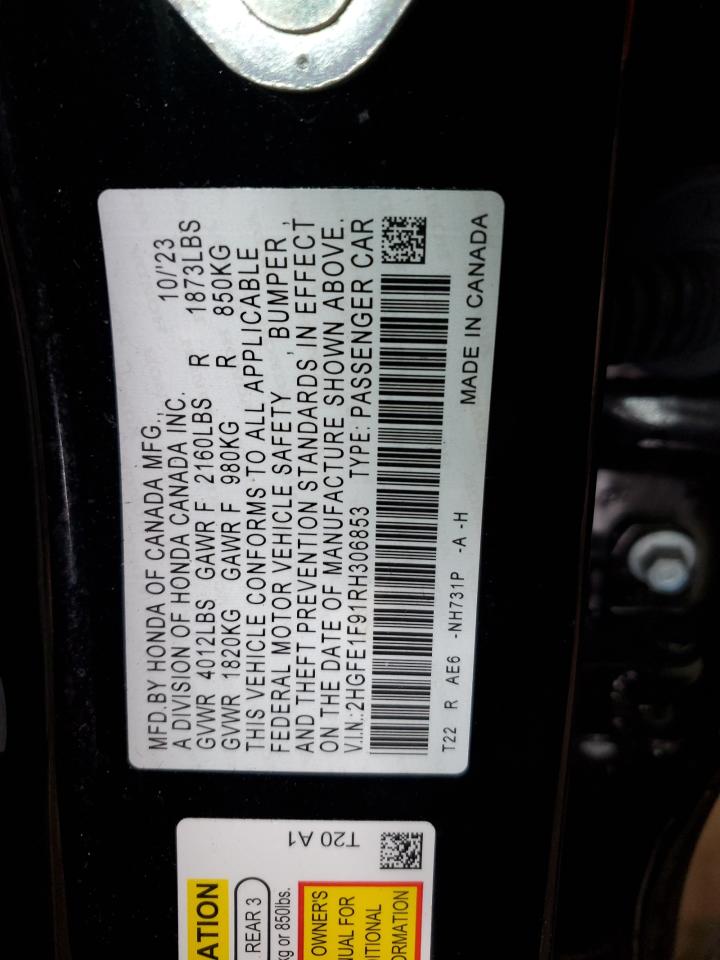 MFD.BY HONDA OF CANADA MFG., 10/'23
A DIVISION OF HONDA CANADA INC.
GVWR 4012LBS GAWR F 2160LBS R 1873LBS
GVWR 1820KG GAWR F 980KG R 850KG
THIS VEHICLE CONFORMS TO ALL APPLICABLE
FEDERAL MOTOR VEHICLE SAFETY, BUMPER,
AND THEFT PREVENTION STANDARDS IN EFFECT
ON THE DATE OF MANUFACTURE SHOWN ABOVE.
V.I.N.:2HGFE1F91RH306853 TYPE: PASSENGER CAR
T22 R AE6 -NH731P -A -H
MADE IN CANADA
T20 A1
ATION
REAR 3
kg or 850lbs.
OWNER'S
UAL FOR
DITIONAL
ORMATION